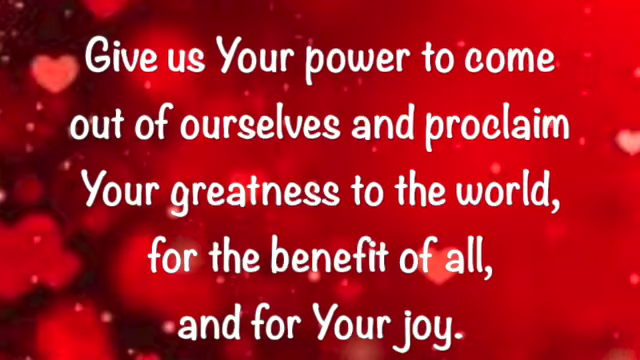 Give us Your power to come
out of ourselves and proclaim
Your greatness to the world,
for the benefit of all,
and for Your joy.